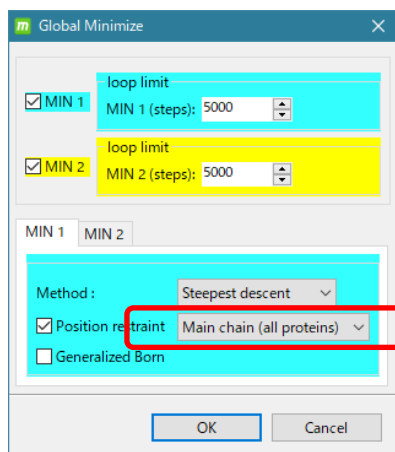 m Global Minimize
loop limit
MIN 1
MIN 1 (steps): 5000
loop limit
MIN 2
MIN 2 (steps): 5000
MIN 1 MIN 2
Method : Steepest descent
Position restraint Main chain (all proteins)
Generalized Born
OK Cancel